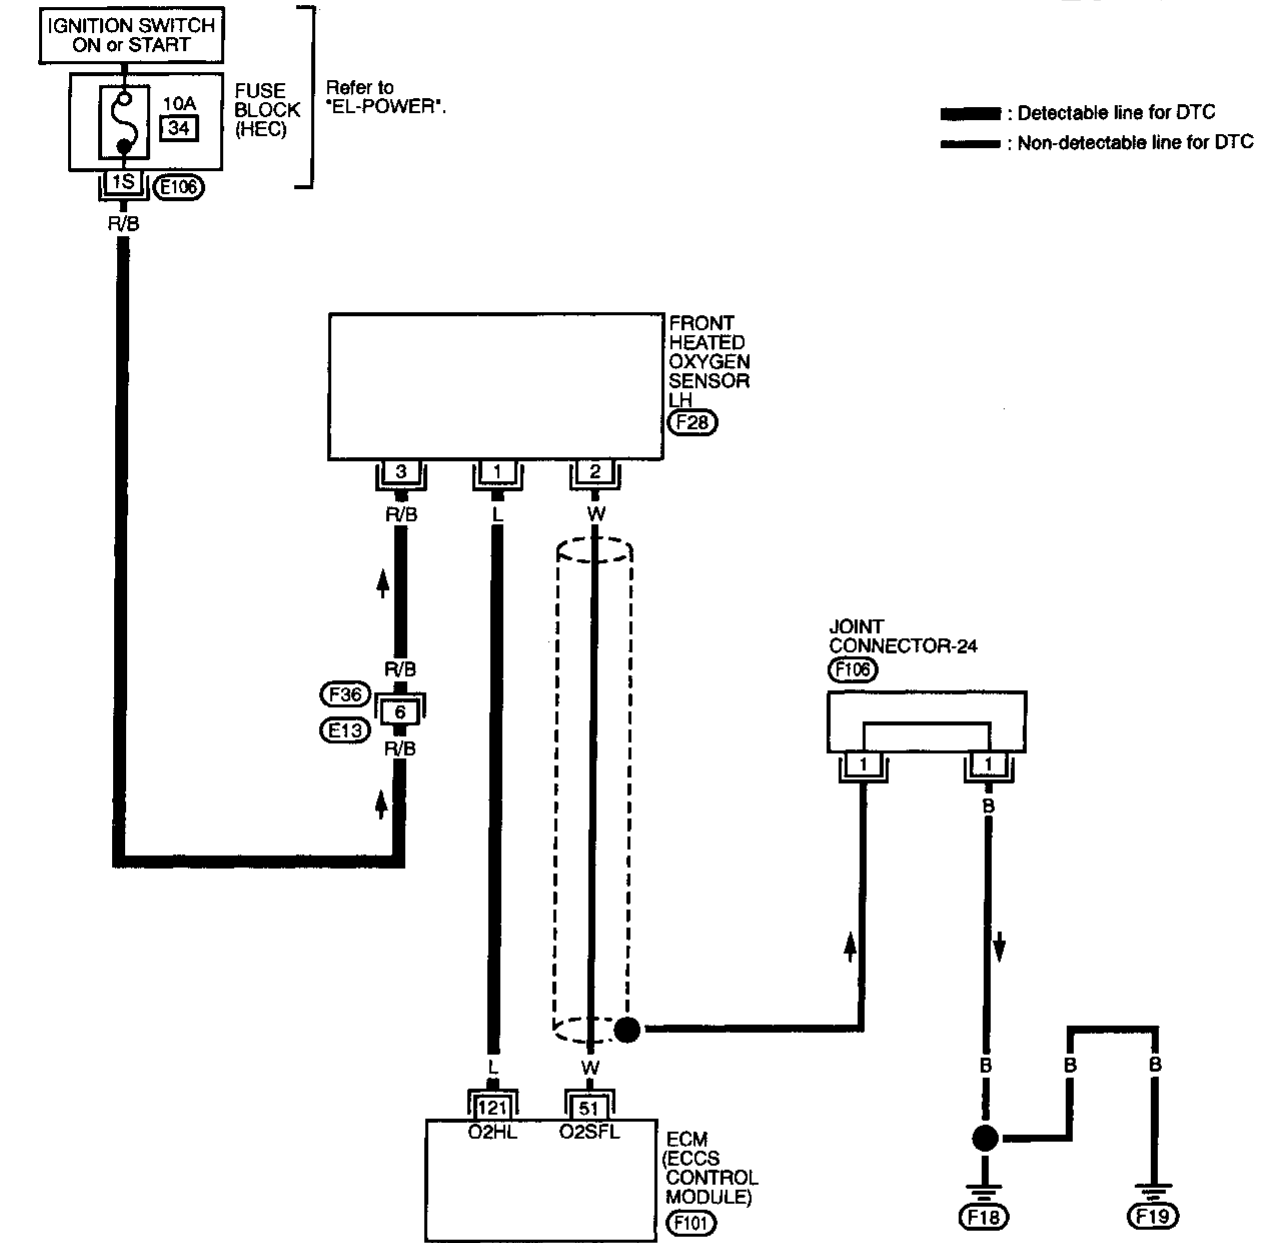 IGNITION SWITCH
ON or START
10A
34
FUSE
BLOCK
(HEC)
Refer to
"EL-POWER".
1S
E106
R/B
: Detectable line for DTC
: Non-detectable line for DTC
FRONT
HEATED
OXYGEN
SENSOR
LH
F28
3
1
2
R/B
L
W
R/B
F36
6
E13
R/B
JOINT
CONNECTOR-24
F106
1
1
B
L
W
B
B
B
121
51
O2HL
O2SFL
ECM
(ECCS
CONTROL
MODULE)
F101
F18
F19